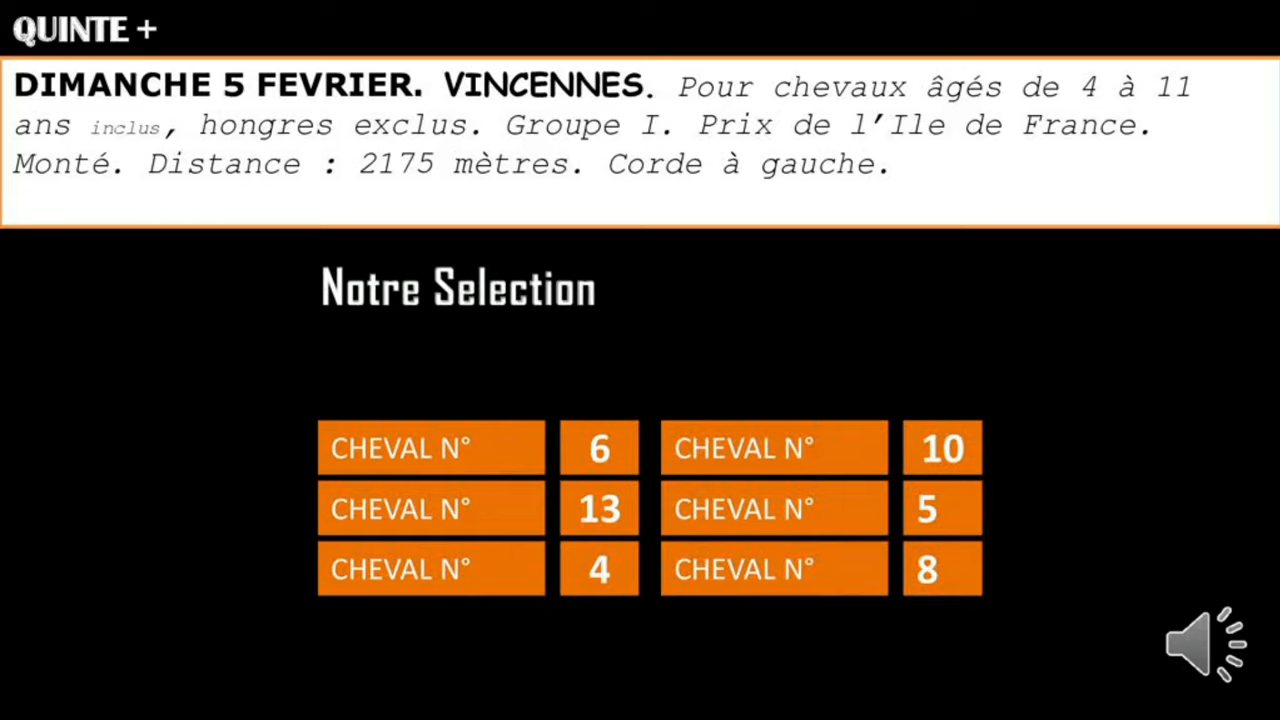 QUINTE +
DIMANCHE 5 FEVRIER. VINCENNES. Pour chevaux âgés de 4 à 11
ans inclus, hongres exclus. Groupe I. Prix de l’Ile de France.
Monté. Distance : 2175 mètres. Corde à gauche.
Notre Selection
CHEVAL N° 6 CHEVAL N° 10
CHEVAL N° 13 CHEVAL N° 5
CHEVAL N° 4 CHEVAL N° 8